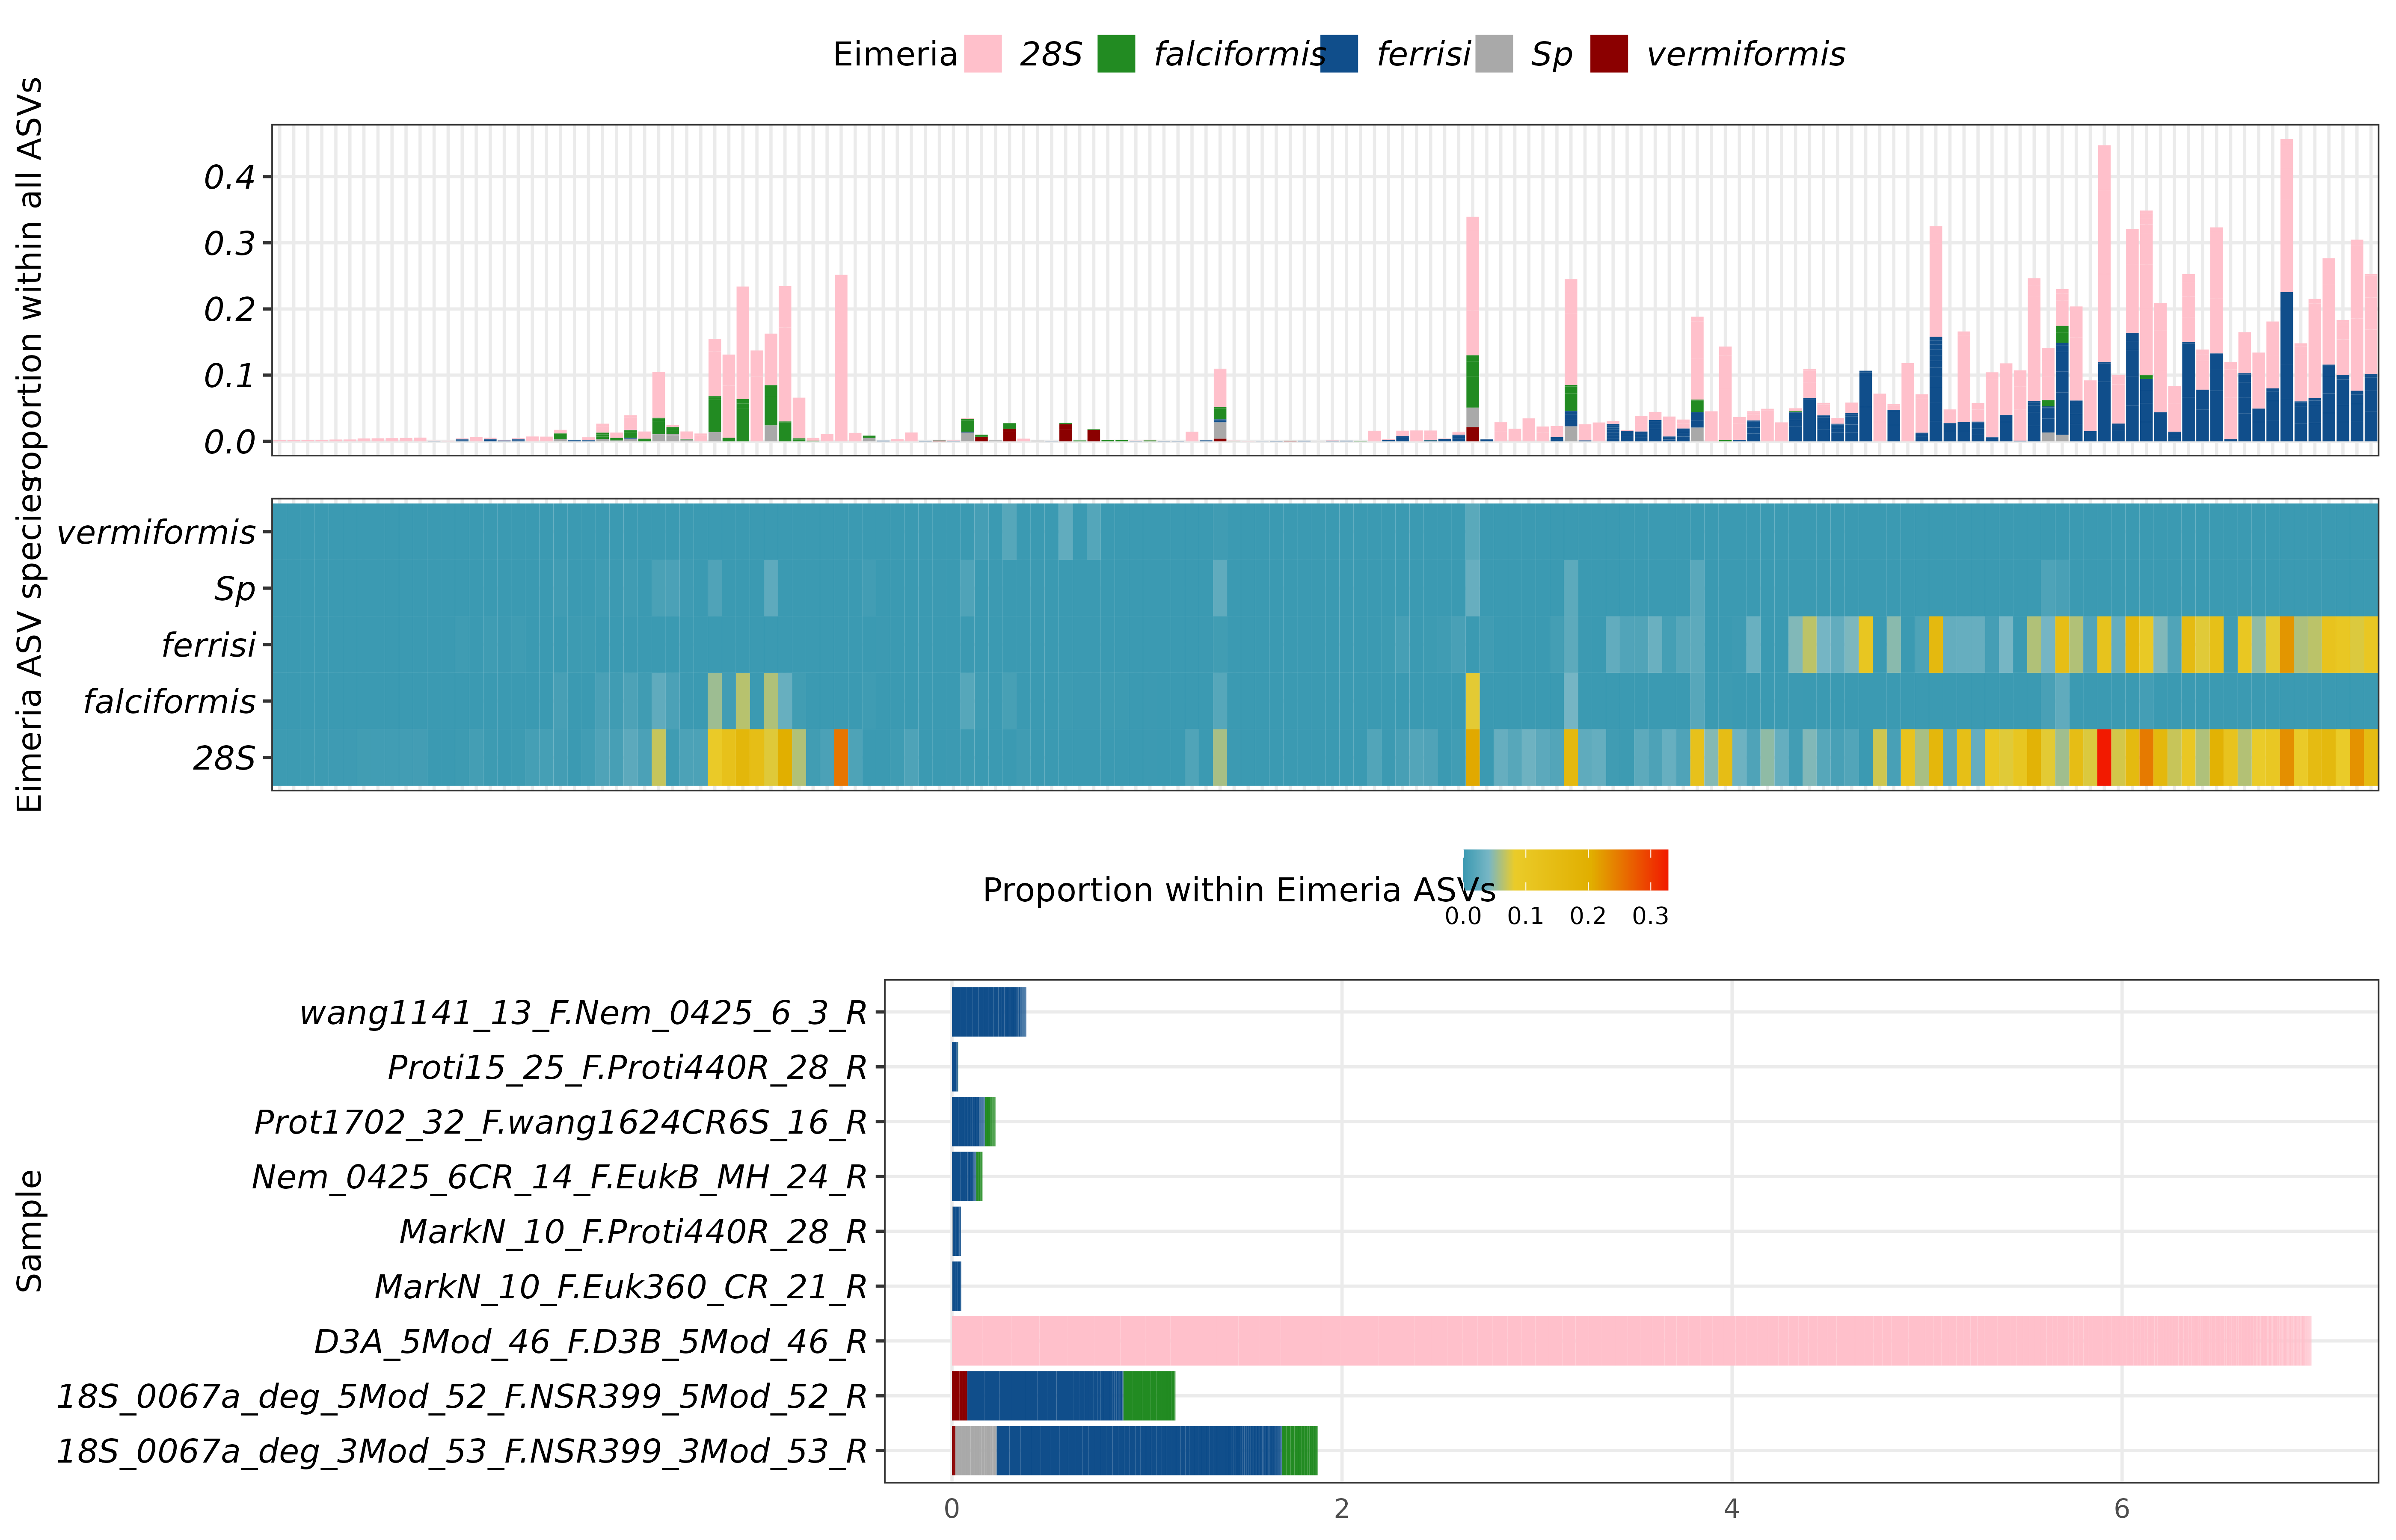 Eimeria 28S falciformis ferrisi Sp vermiformis
roportion within all ASVs
0.4
0.3
0.2
0.1
0.0
Eimeria ASV species
vermiformis
Sp
ferrisi
falciformis
28S
Proportion within Eimeria ASVs
0.0 0.1 0.2 0.3
Sample
wang1141_13_F.Nem_0425_6_3_R
Proti15_25_F.Proti440R_28_R
Prot1702_32_F.wang1624CR6S_16_R
Nem_0425_6CR_14_F.EukB_MH_24_R
MarkN_10_F.Proti440R_28_R
MarkN_10_F.Euk360_CR_21_R
D3A_5Mod_46_F.D3B_5Mod_46_R
18S_0067a_deg_5Mod_52_F.NSR399_5Mod_52_R
18S_0067a_deg_3Mod_53_F.NSR399_3Mod_53_R
0 2 4 6